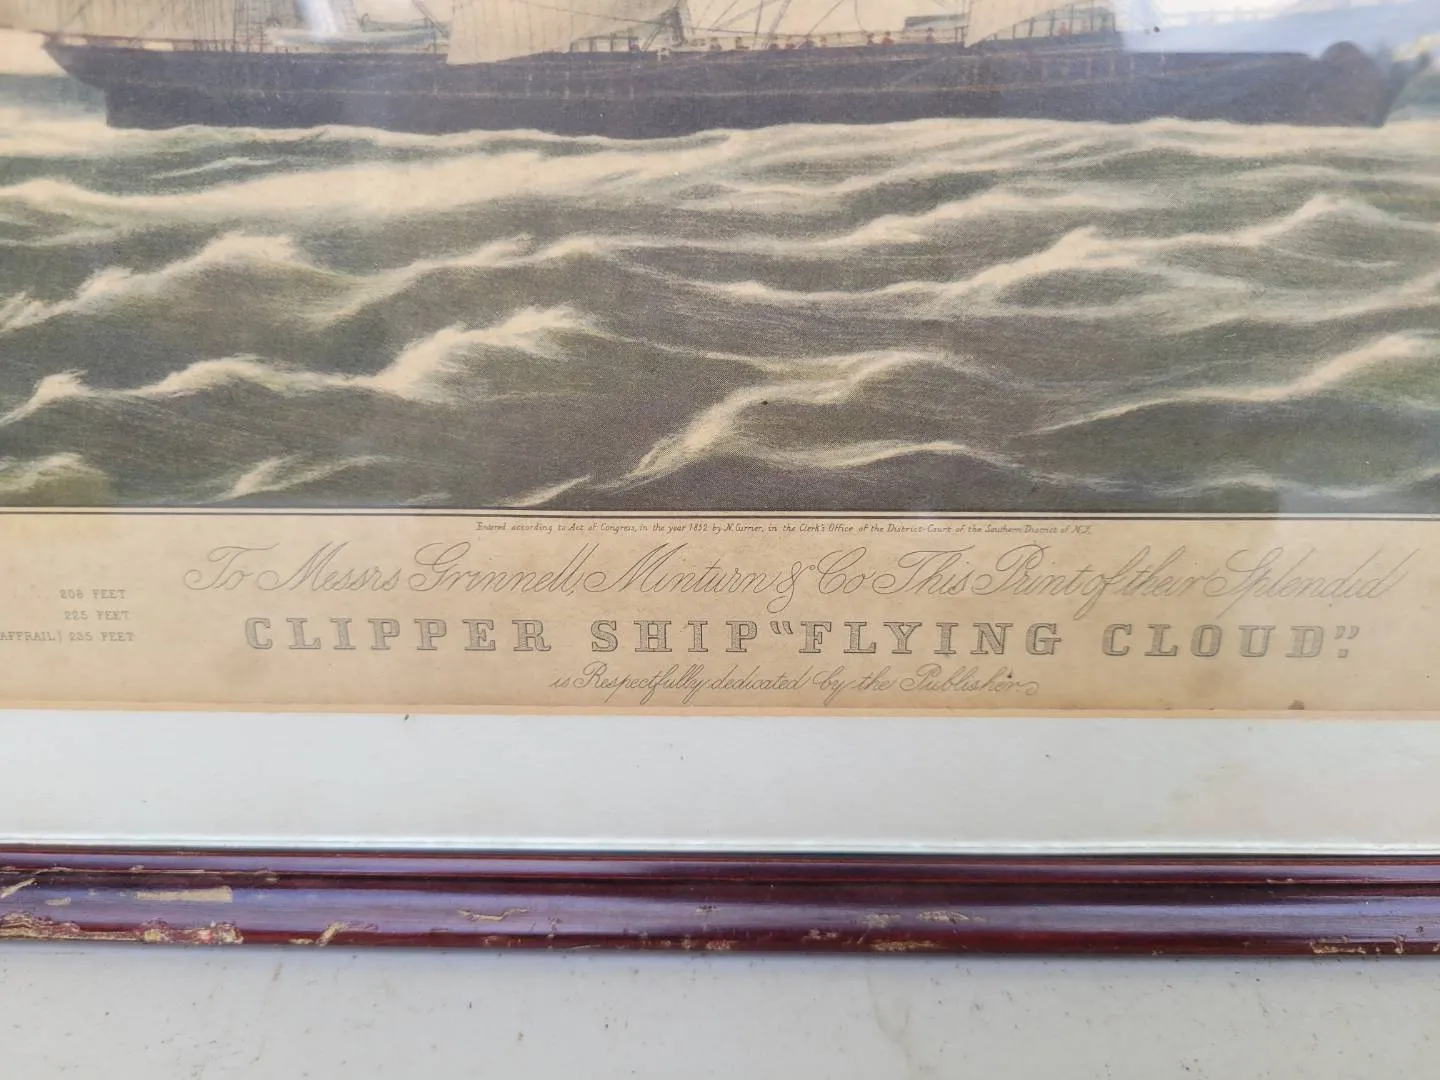 Entered according to Act of Congress, in the year 1852 by N. Currier, in the Clerk's Office of the District-Court of the Southern District of N.Y.
To Messrs Grinnell, Minturn & Co This Print of their Splendid
208 FEET
225 FEET
AFFRAIL) 235 FEET
CLIPPER SHIP "FLYING CLOUD".
is Respectfully dedicated by the Publisher